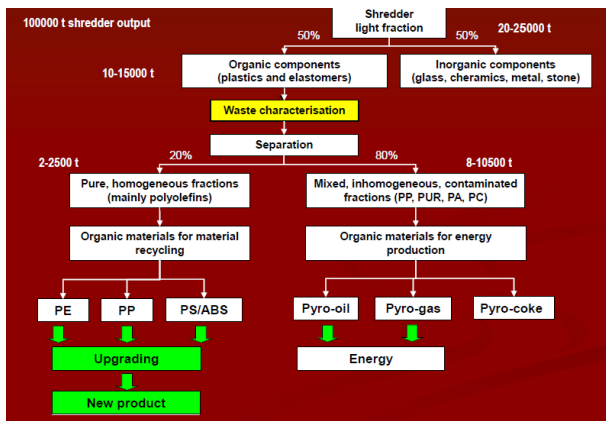 100000 t shredder output
Shredder
light fraction
20-25000 t
50%
50%
10-15000 t
Organic components
(plastics and elastomers)
Inorganic components
(glass, cheramics, metal, stone)
Waste characterisation
Separation
2-2500 t
20%
80%
8-10500 t
Pure, homogeneous fractions
(mainly polyolefins)
Mixed, inhomogeneous, contaminated
fractions (PP, PUR, PA, PC)
Organic materials for material
recycling
Organic materials for energy
production
PE
PP
PS/ABS
Pyro-oil
Pyro-gas
Pyro-coke
Upgrading
Energy
New product